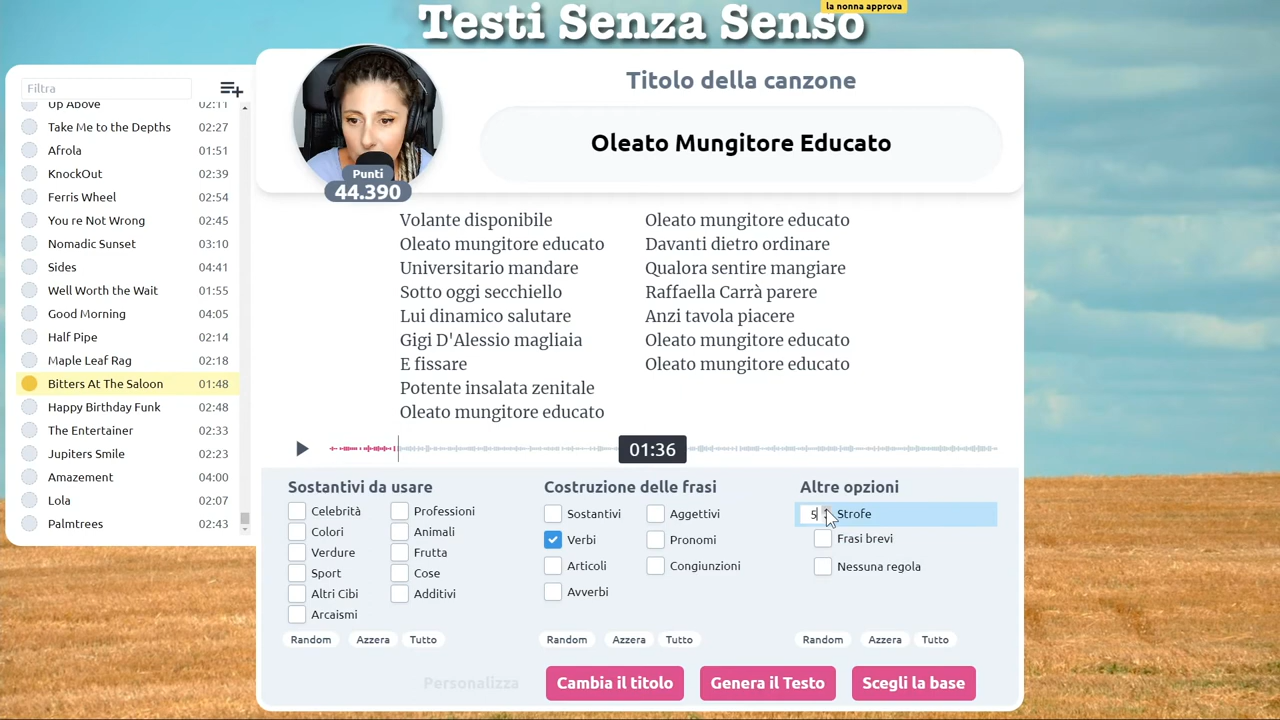 la nonna approva
Testi Senza Senso
Filtra
Up Above 02:11
Take Me to the Depths 02:27
Afrola 01:51
KnockOut 02:39
Ferris Wheel 02:54
You re Not Wrong 02:45
Nomadic Sunset 03:10
Sides 04:41
Well Worth the Wait 01:55
Good Morning 04:05
Half Pipe 02:14
Maple Leaf Rag 02:18
Bitters At The Saloon 01:48
Happy Birthday Funk 02:48
The Entertainer 02:33
Jupiters Smile 02:23
Amazement 04:00
Lola 02:07
Palmtrees 02:43
Punti
44.390
Titolo della canzone
Oleato Mungitore Educato
Volante disponibile
Oleato mungitore educato
Universitario mandare
Sotto oggi secchiello
Lui dinamico salutare
Gigi D'Alessio magliaia
E fissare
Potente insalata zenitale
Oleato mungitore educato
Oleato mungitore educato
Davanti dietro ordinare
Qualora sentire mangiare
Raffaella Carrà parere
Anzi tavola piacere
Oleato mungitore educato
Oleato mungitore educato
01:36
Sostantivi da usare
Celebrità Professioni
Colori Animali
Verdure Frutta
Sport Cose
Altri Cibi Additivi
Arcaismi
Random Azzera Tutto
Costruzione delle frasi
Sostantivi Aggettivi
Verbi Pronomi
Articoli Congiunzioni
Avverbi
Random Azzera Tutto
Altre opzioni
5 Strofe
Frasi brevi
Nessuna regola
Random Azzera Tutto
Personalizza
Cambia il titolo
Genera il Testo
Scegli la base